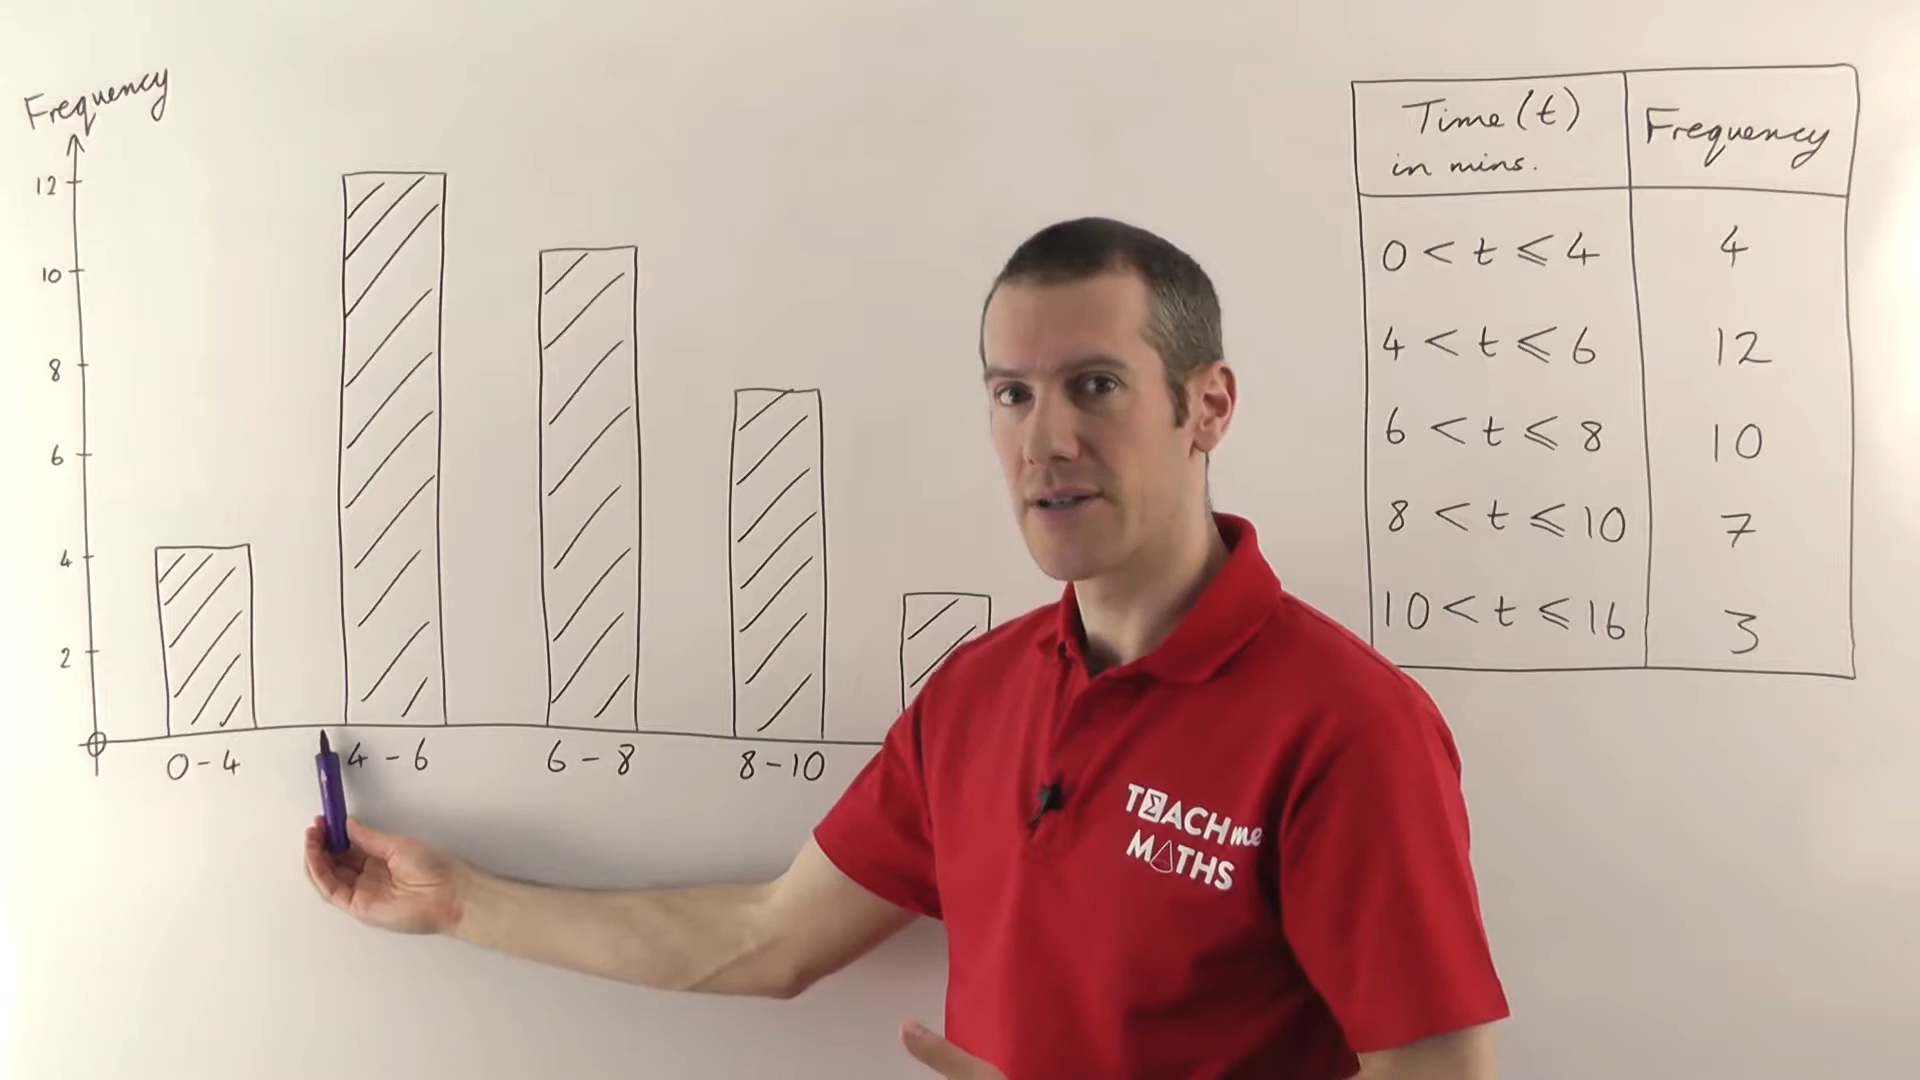 Frequency
12
10
8
6
4
2
0-4
4-6
6-8
8-10
Time (t)
in mins.
Frequency
0 < t ⩽ 4
4
4 < t ⩽ 6
12
6 < t ⩽ 8
10
8 < t ⩽ 10
7
10 < t ⩽ 16
3
TEACH me
MATHS